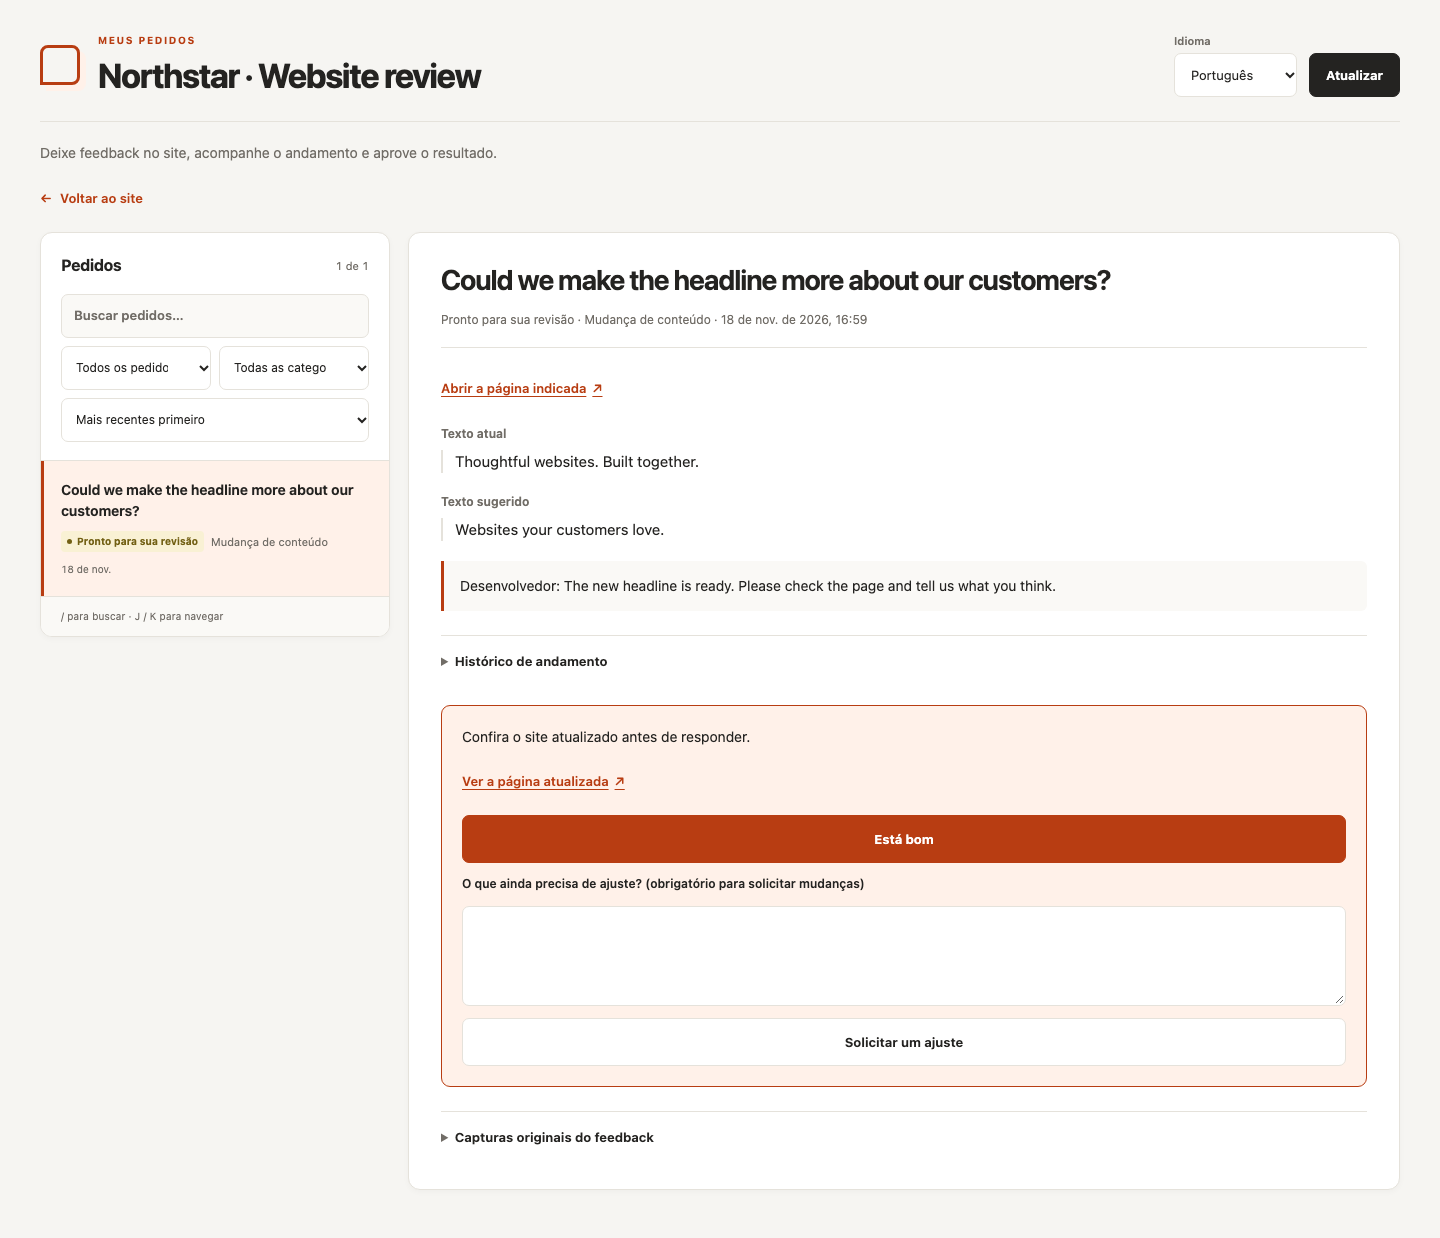 MEUS PEDIDOS
Northstar · Website review
Idioma
Português
Atualizar
Deixe feedback no site, acompanhe o andamento e aprove o resultado.
← Voltar ao site
Pedidos
1 de 1
Buscar pedidos...
Todos os pedido
Todas as catego
Mais recentes primeiro
Could we make the headline more about our
customers?
Pronto para sua revisão
Mudança de conteúdo
18 de nov.
/ para buscar · J / K para navegar
Could we make the headline more about our customers?
Pronto para sua revisão · Mudança de conteúdo · 18 de nov. de 2026, 16:59
Abrir a página indicada ↗
Texto atual
Thoughtful websites. Built together.
Texto sugerido
Websites your customers love.
Desenvolvedor: The new headline is ready. Please check the page and tell us what you think.
Histórico de andamento
Confira o site atualizado antes de responder.
Ver a página atualizada ↗
Está bom
O que ainda precisa de ajuste? (obrigatório para solicitar mudanças)
Solicitar um ajuste
Capturas originais do feedback